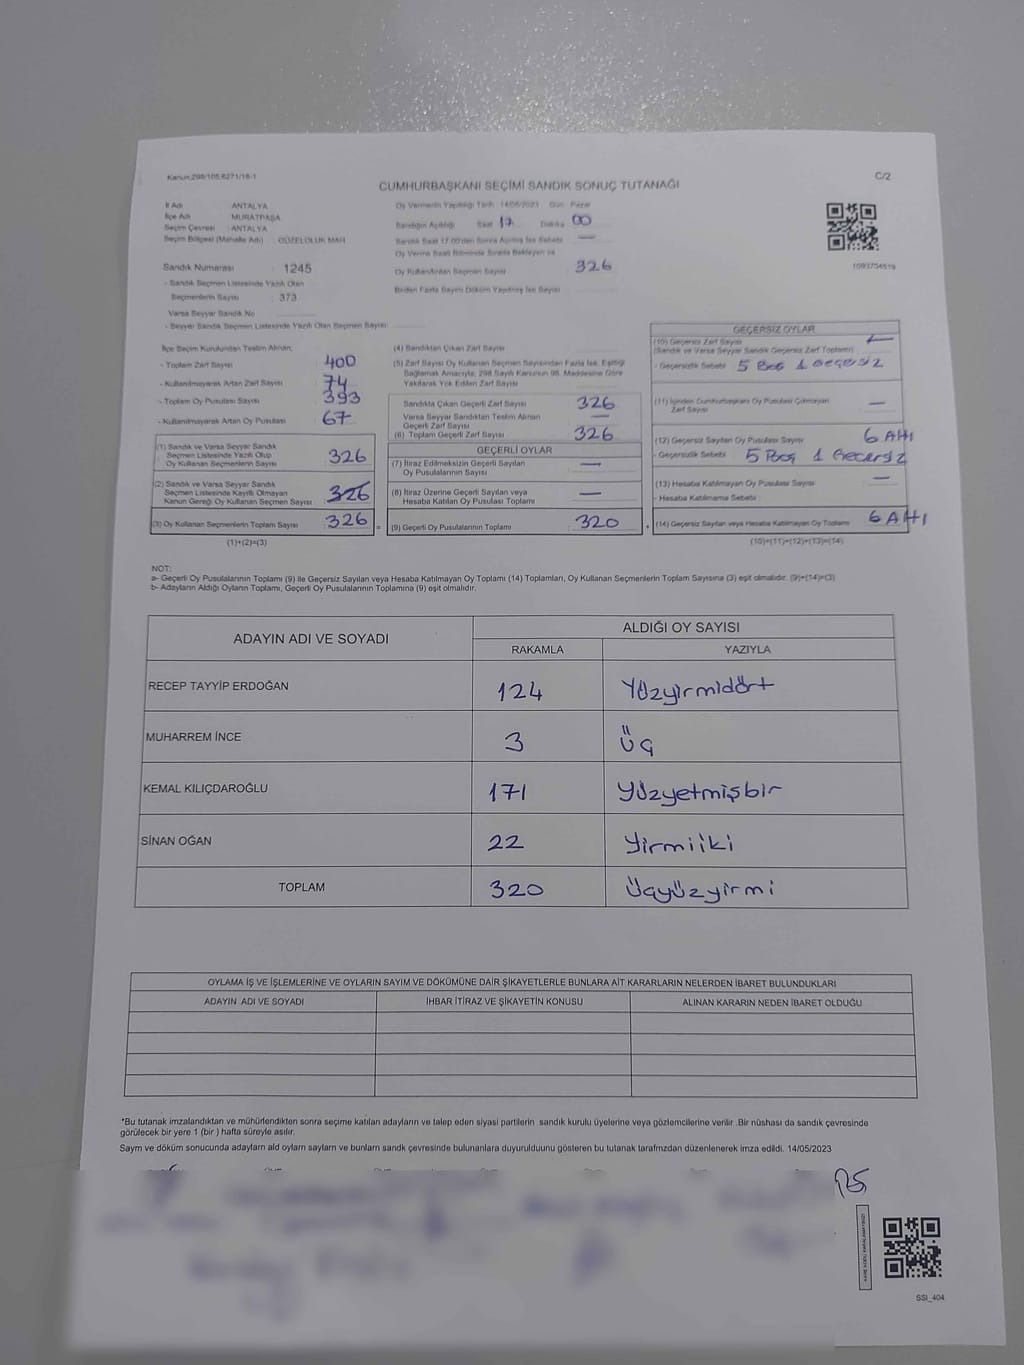 Kanun:298/105,6271/18-1
C/2
CUMHURBAŞKANI SEÇİMİ SANDIK SONUÇ TUTANAĞI
İl Adı : ANTALYA
İlçe Adı : MURATPAŞA
Seçim Çevresi : ANTALYA
Seçim Bölgesi (Mahalle Adı) : GÜZELOLUK MAH.
Sandık Numarası : 1245
- Sandık Seçmen Listesinde Yazılı Olan
Seçmenlerin Sayısı : 373
Varsa Seyyar Sandık No
- Seyyar Sandık Seçmen Listesinde Yazılı Olan Seçmen Sayısı
Oy Vermenin Yapıldığı Tarih 14/05/2023 Gün : Pazar
Sandığın Açıldığı Saat 17 Dakika 00
Sandık Saat 17.00'den Sonra Açılmış İse Sebebi —
Oy Verme Saati Bitiminde Sırada Bekleyen ve
Oy Kullandırılan Seçmen Sayısı 326
Birden Fazla Sayım Döküm Yapılmış İse Sayısı
1093704519
İlçe Seçim Kurulundan Teslim Alınan;
- Toplam Zarf Sayısı 400
- Kullanılmayarak Artan Zarf Sayısı 74
- Toplam Oy Pusulası Sayısı 393
- Kullanılmayarak Artan Oy Pusulası 67
(1) Sandık ve Varsa Seyyar Sandık
Seçmen Listesinde Yazılı Olup
Oy Kullanan Seçmenlerin Sayısı 326
(2) Sandık ve Varsa Seyyar Sandık
Seçmen Listesinde Kayıtlı Olmayan
Kanun Gereği Oy Kullanan Seçmen Sayısı 326
(3) Oy Kullanan Seçmenlerin Toplam Sayısı 326
(1)+(2)=(3)
(4) Sandıktan Çıkan Zarf Sayısı
(5) Zarf Sayısı Oy Kullanan Seçmen Sayısından Fazla İse; Eşitliği
Sağlamak Amacıyla, 298 Sayılı Kanunun 98. Maddesine Göre
Yakılarak Yok Edilen Zarf Sayısı
Sandıkta Çıkan Geçerli Zarf Sayısı 326
Varsa Seyyar Sandıktan Teslim Alınan
Geçerli Zarf Sayısı —
(6) Toplam Geçerli Zarf Sayısı 326
GEÇERLİ OYLAR
(7) İtiraz Edilmeksizin Geçerli Sayılan
Oy Pusulalarının Sayısı —
(8) İtiraz Üzerine Geçerli Sayılan veya
Hesaba Katılan Oy Pusulası Toplamı —
= (9) Geçerli Oy Pusulalarının Toplamı 320 +
GEÇERSİZ OYLAR
(10) Geçersiz Zarf Sayısı —
(Sandık ve Varsa Seyyar Sandık Geçersiz Zarf Toplamı)
- Geçersizlik Sebebi 5 Boş 1 Geçersiz
(11) İçinden Cumhurbaşkanı Oy Pusulası Çıkmayan
Zarf Sayısı —
(12) Geçersiz Sayılan Oy Pusulası Sayısı 6 Altı
- Geçersizlik Sebebi 5 Boş 1 Gecersiz
(13) Hesaba Katılmayan Oy Pusulası Sayısı —
- Hesaba Katılmama Sebebi
(14) Geçersiz Sayılan veya Hesaba Katılmayan Oy Toplamı 6 Altı
(10)+(11)+(12)+(13)=(14)
NOT:
a- Geçerli Oy Pusulalarının Toplamı (9) ile Geçersiz Sayılan veya Hesaba Katılmayan Oy Toplamı (14) Toplamları, Oy Kullanan Seçmenlerin Toplam Sayısına (3) eşit olmalıdır. (9)+(14)=(3)
b- Adayların Aldığı Oyların Toplamı, Geçerli Oy Pusulalarının Toplamına (9) eşit olmalıdır.
ADAYIN ADI VE SOYADI ALDIĞI OY SAYISI
RAKAMLA YAZIYLA
RECEP TAYYİP ERDOĞAN 124 Yüzyirmidört
MUHARREM İNCE 3 Üç
KEMAL KILIÇDAROĞLU 171 Yüzyetmişbir
SİNAN OĞAN 22 Yirmiiki
TOPLAM 320 Üçyüzyirmi
OYLAMA İŞ VE İŞLEMLERİNE VE OYLARIN SAYIM VE DÖKÜMÜNE DAİR ŞİKAYETLERLE BUNLARA AİT KARARLARIN NELERDEN İBARET BULUNDUKLARI
ADAYIN ADI VE SOYADI İHBAR İTİRAZ VE ŞİKAYETİN KONUSU ALINAN KARARIN NEDEN İBARET OLDUĞU
*Bu tutanak imzalandıktan ve mühürlendikten sonra seçime katılan adayların ve talep eden siyasi partilerin sandık kurulu üyelerine veya gözlemcilerine verilir .Bir nüshası da sandık çevresinde
görülecek bir yere 1 (bir ) hafta süreyle asılır.
Sayım ve döküm sonucunda adayların ald oyların sayların ve bunların sandk çevresinde bulunanlara duyurulduunu gösteren bu tutanak tarafmzdan düzenlenerek imza edildi. 14/05/2023
SSI_404